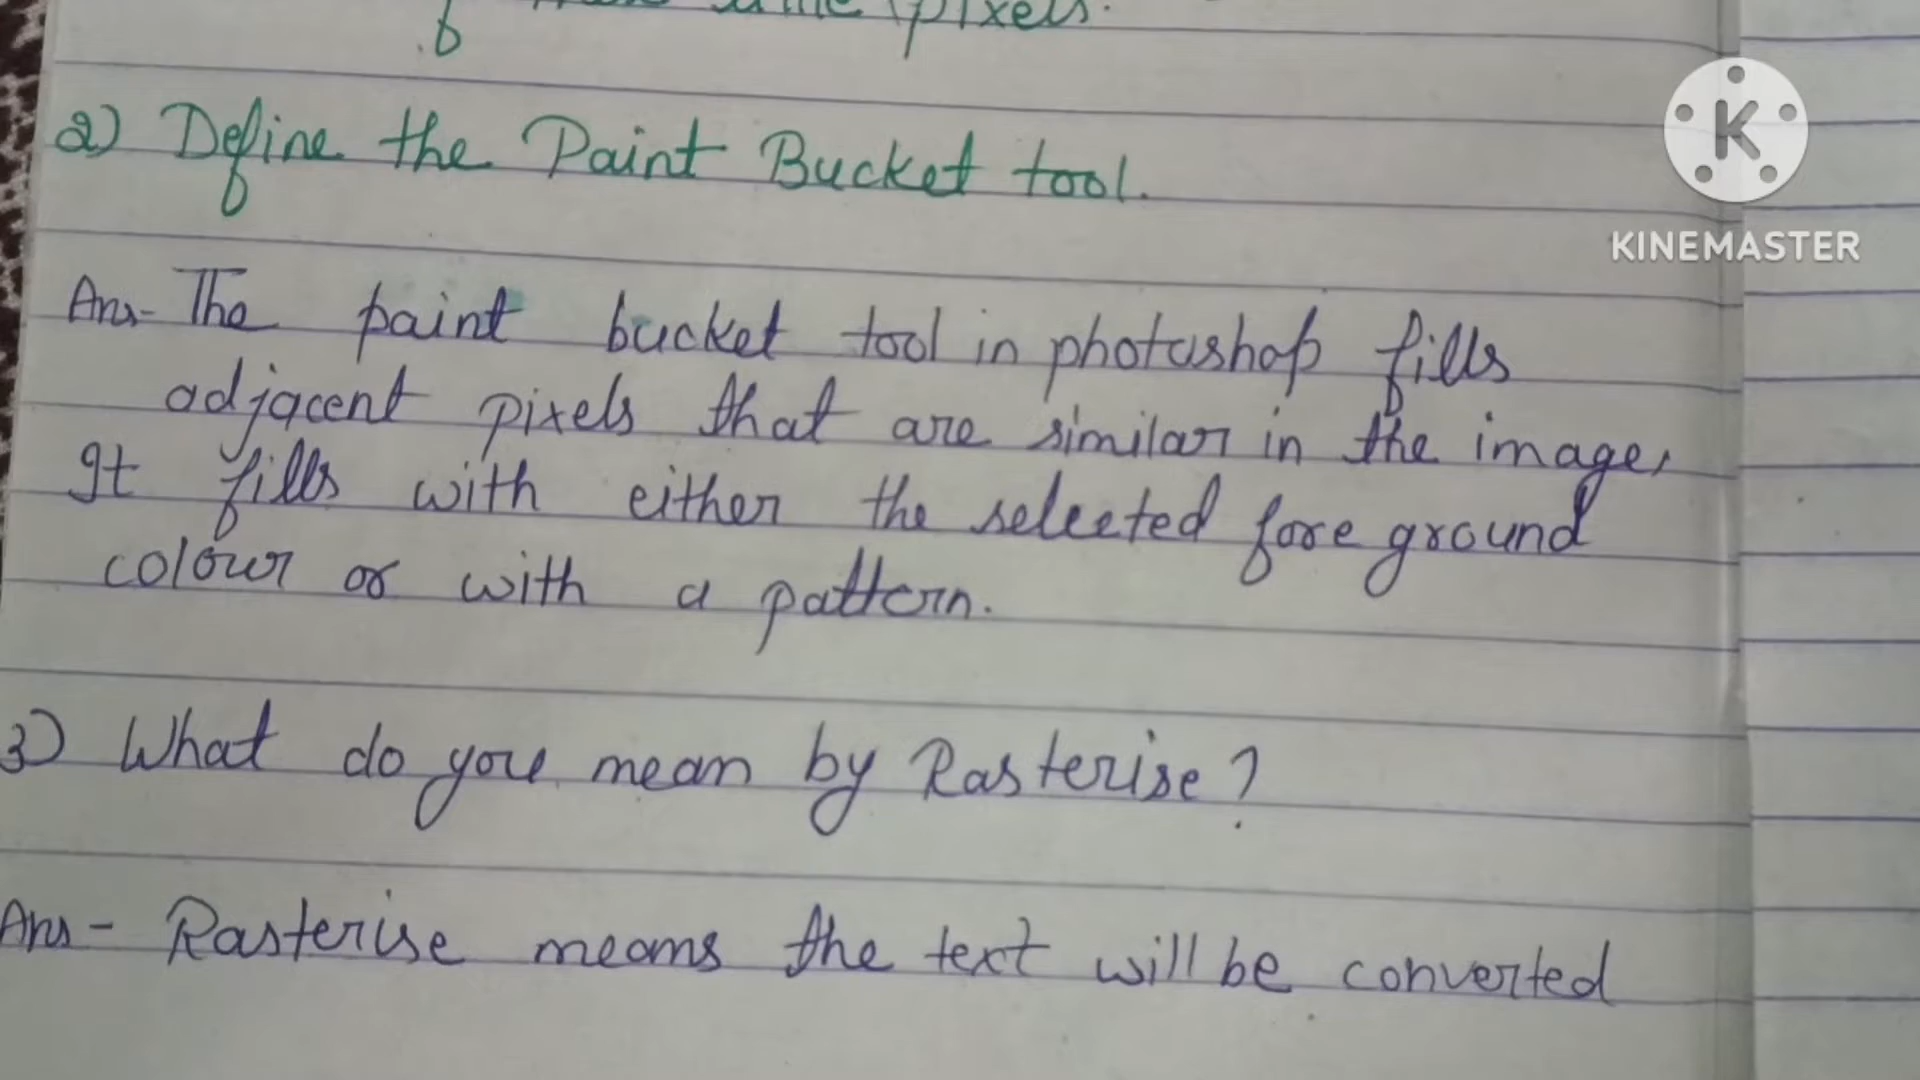 pixels.
2) Define the Paint Bucket tool.
Ans- The paint bucket tool in photoshop fills
adjacent pixels that are similar in the image,
It fills with either the selected fore ground
colour or with a pattern.
3) What do you mean by Rasterise?
Ans - Rasterise means the text will be converted
K
KINEMASTER